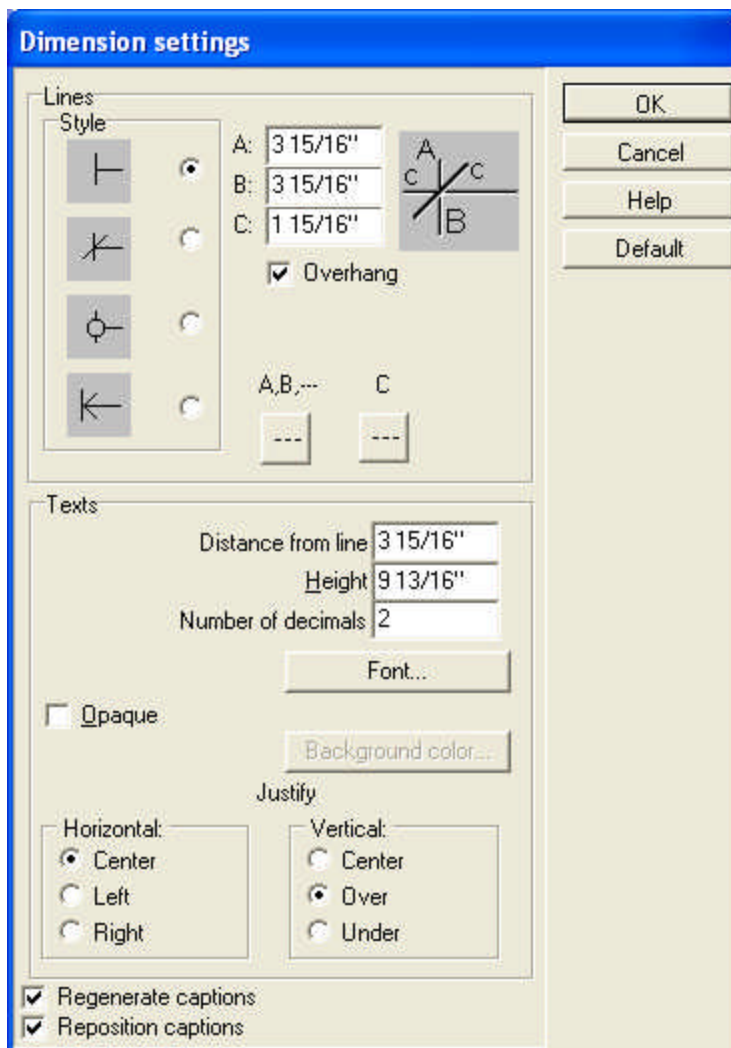 Dimension settings
Lines
Style
A: 3 15/16"
B: 3 15/16"
C: 1 15/16"
A
C C
B
Overhang
A,B,--- C
--- ---
OK
Cancel
Help
Default
Texts
Distance from line 3 15/16"
Height 9 13/16"
Number of decimals 2
Font...
Opaque
Background color...
Justify
Horizontal:
Center
Left
Right
Vertical:
Center
Over
Under
Regenerate captions
Reposition captions